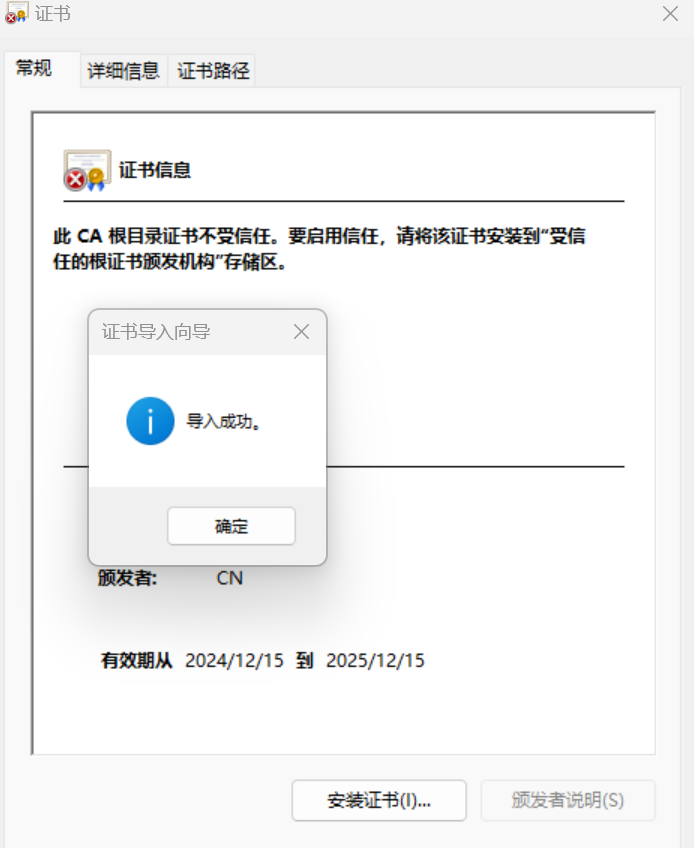 证书
常规
详细信息
证书路径
证书信息
此 CA 根目录证书不受信任。要启用信任，请将该证书安装到“受信
任的根证书颁发机构”存储区。
证书导入向导
导入成功。
确定
颁发者: CN
有效期从 2024/12/15 到 2025/12/15
安装证书(I)...
颁发者说明(S)